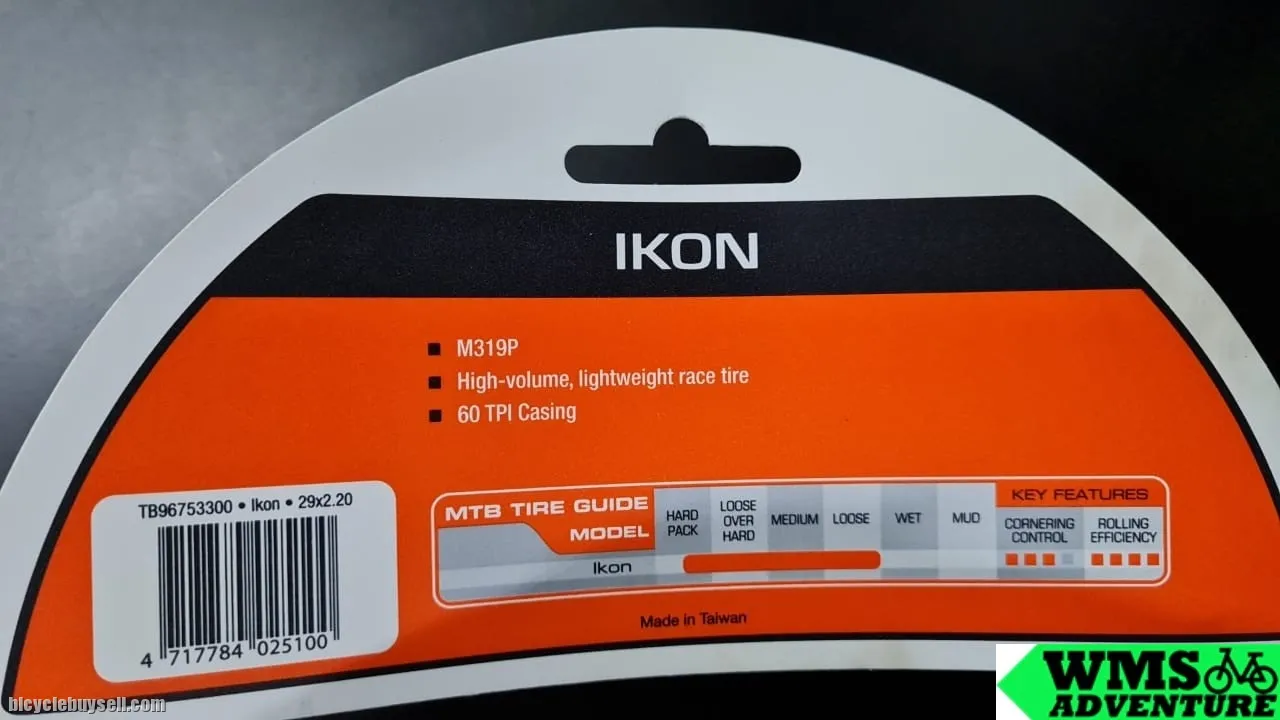 IKON
M319P
High-volume, lightweight race tire
60 TPI Casing
TB96753300 • Ikon • 29x2.20
4 717784 025100
MTB TIRE GUIDE
MODEL
HARD
PACK
LOOSE
OVER
HARD
MEDIUM
LOOSE
WET
MUD
KEY FEATURES
CORNERING
CONTROL
ROLLING
EFFICIENCY
Ikon
Made in Taiwan
bicyclebuysell.com
WMS
ADVENTURE